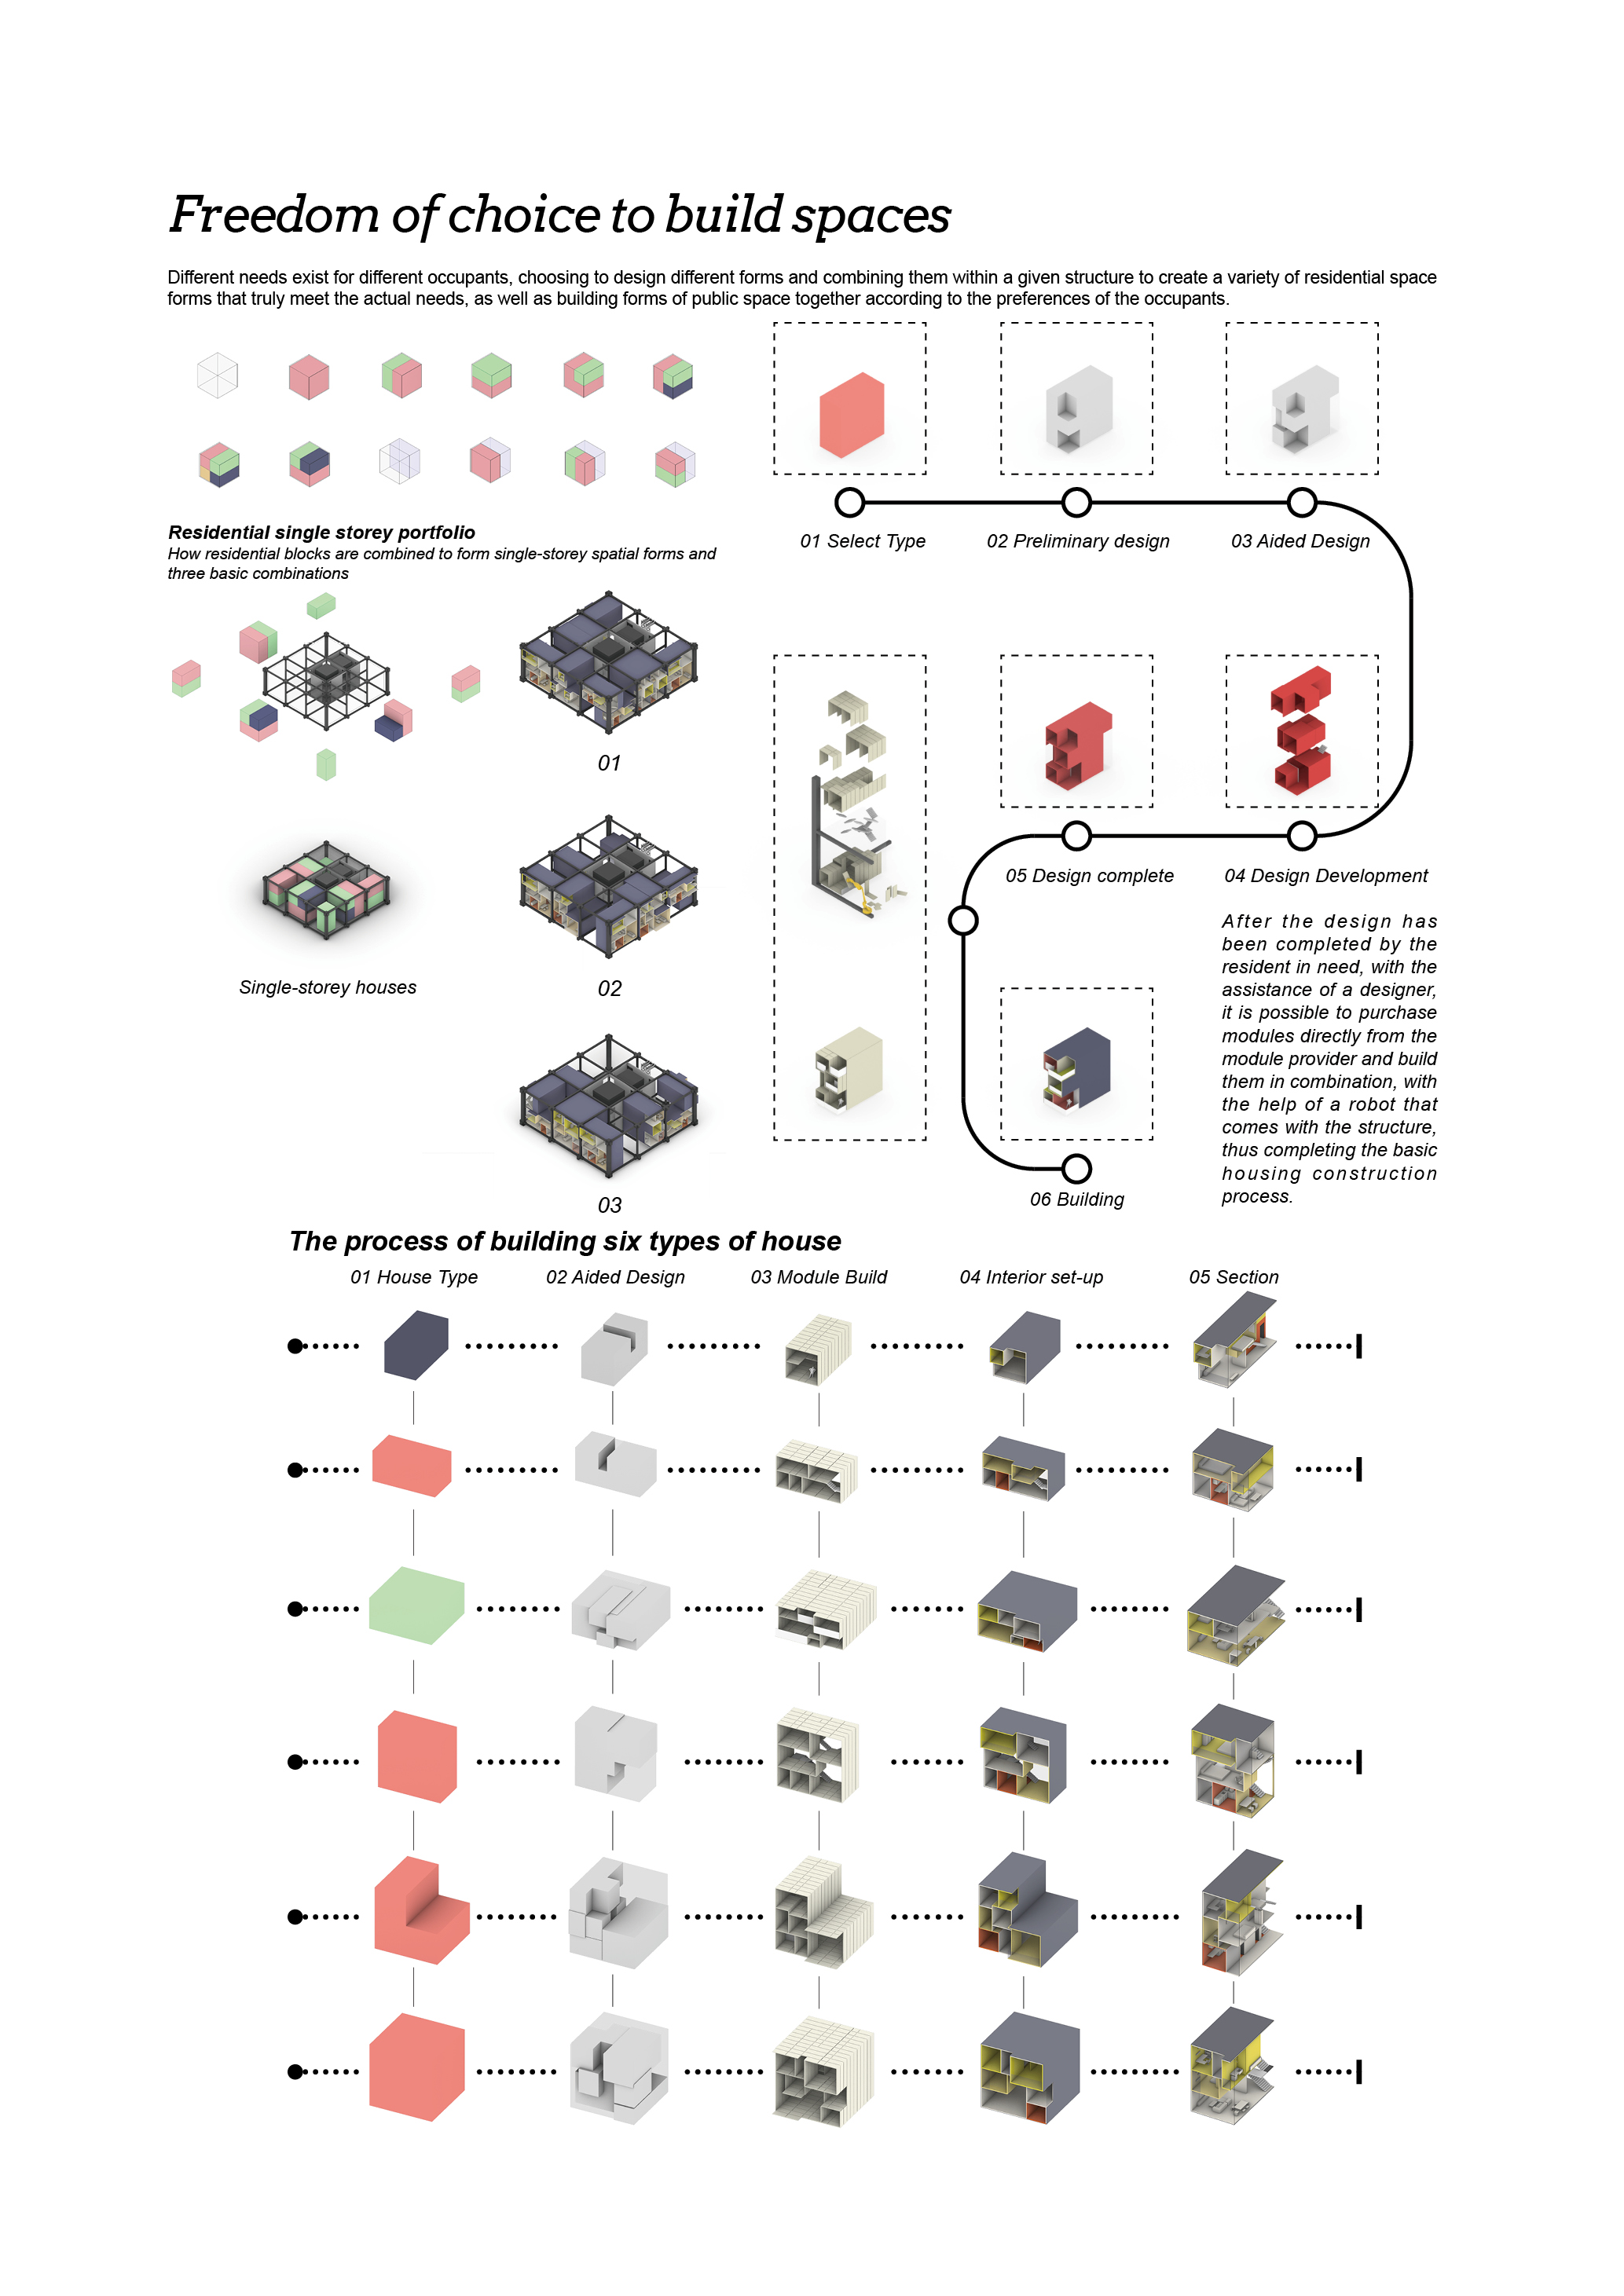 Freedom of choice to build spaces
Different needs exist for different occupants, choosing to design different forms and combining them within a given structure to create a variety of residential space
forms that truly meet the actual needs, as well as building forms of public space together according to the preferences of the occupants.
Residential single storey portfolio
How residential blocks are combined to form single-storey spatial forms and
three basic combinations
01
02
03
Single-storey houses
01 Select Type
02 Preliminary design
03 Aided Design
05 Design complete
04 Design Development
After the design has
been completed by the
resident in need, with the
assistance of a designer,
it is possible to purchase
modules directly from the
module provider and build
them in combination, with
the help of a robot that
comes with the structure,
thus completing the basic
housing construction
process.
06 Building
The process of building six types of house
01 House Type
02 Aided Design
03 Module Build
04 Interior set-up
05 Section